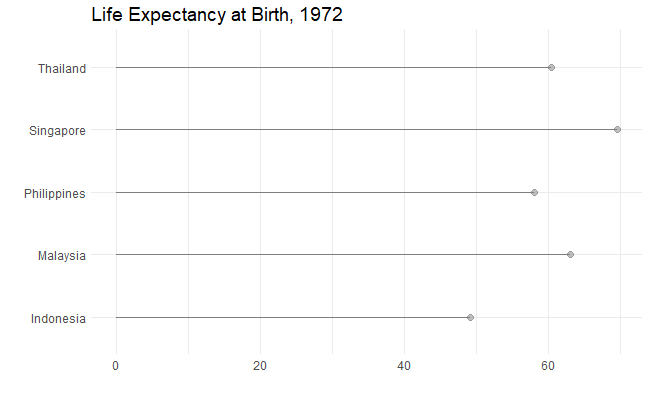 Life Expectancy at Birth, 1972
Thailand
Singapore
Philippines
Malaysia
Indonesia
0 20 40 60